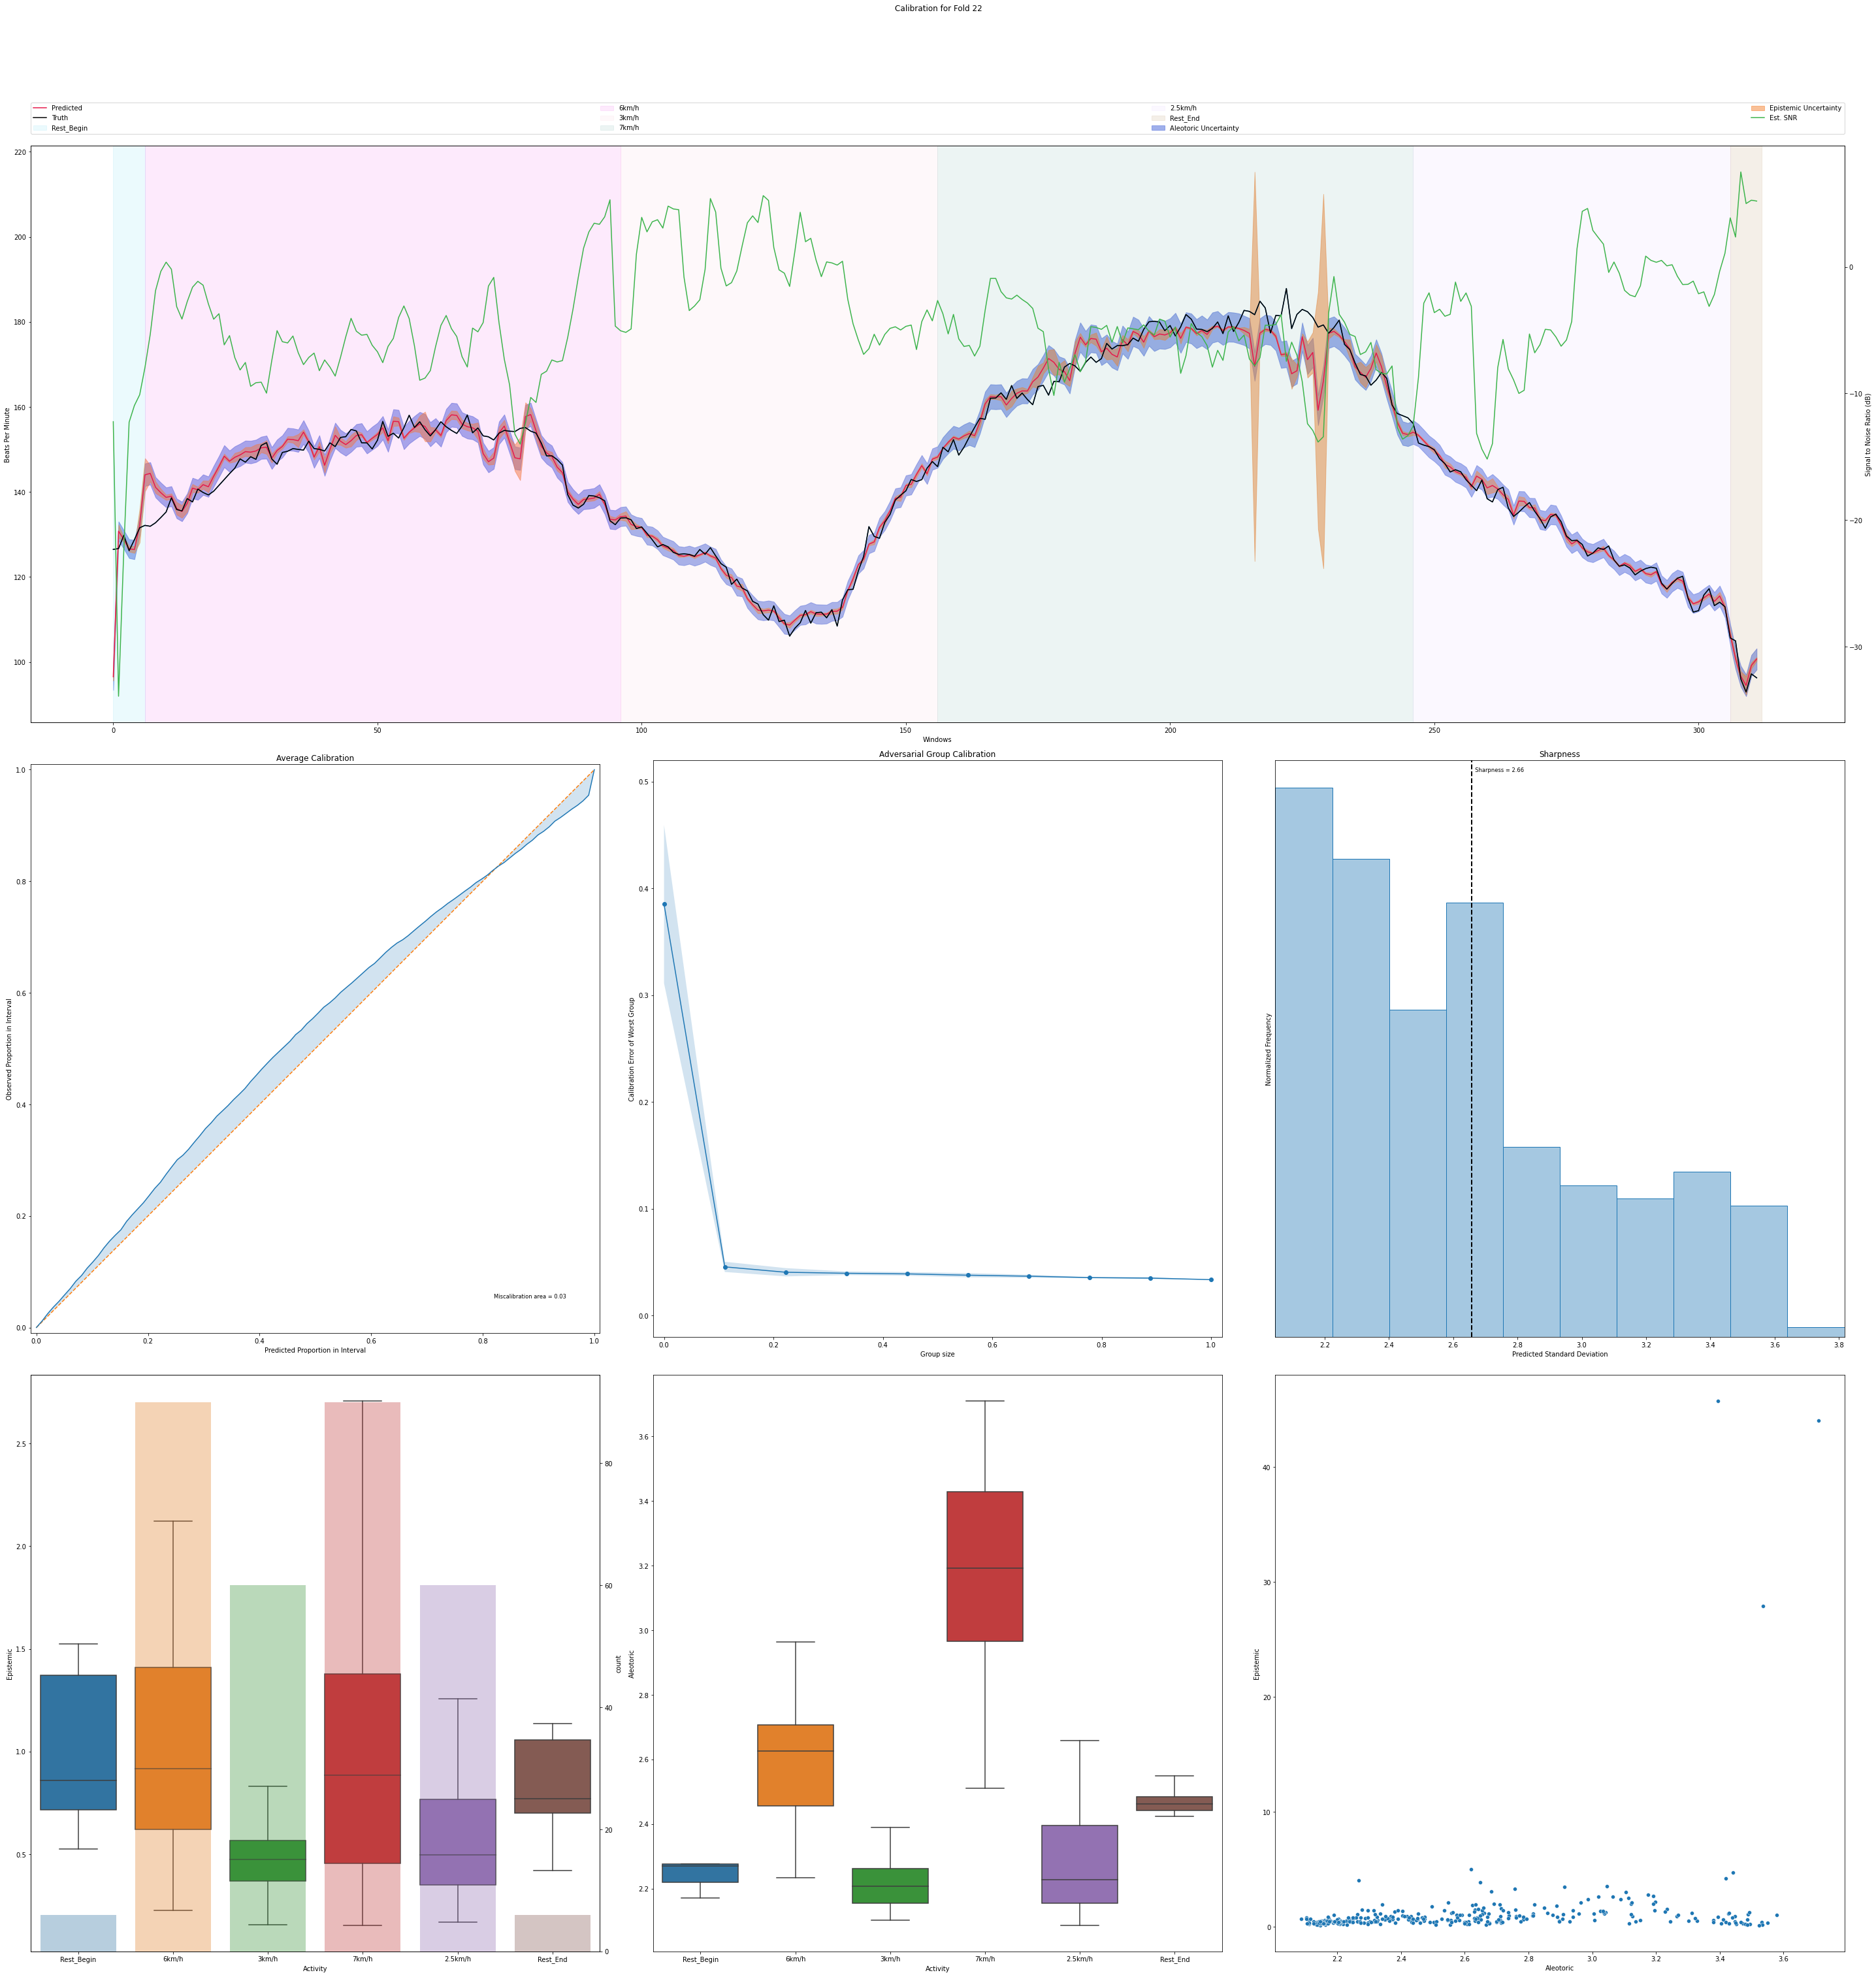 Calibration for Fold 22
Predicted
Truth
Rest_Begin
6km/h
3km/h
7km/h
2.5km/h
Rest_End
Aleotoric Uncertainty
Epistemic Uncertainty
Est. SNR
Beats Per Minute
220
200
180
160
140
120
100
0
50
100
150
200
250
300
Windows
0
−10
−20
−30
Signal to Noise Ratio (dB)
Average Calibration
Observed Proportion in Interval
1.0
0.8
0.6
0.4
0.2
0.0
Miscalibration area = 0.03
0.0
0.2
0.4
0.6
0.8
1.0
Predicted Proportion in Interval
Adversarial Group Calibration
Calibration Error of Worst Group
0.5
0.4
0.3
0.2
0.1
0.0
0.0
0.2
0.4
0.6
0.8
1.0
Group size
Sharpness
Sharpness = 2.66
Normalized Frequency
2.2
2.4
2.6
2.8
3.0
3.2
3.4
3.6
3.8
Predicted Standard Deviation
Epistemic
2.5
2.0
1.5
1.0
0.5
80
60
40
20
0
count
Rest_Begin
6km/h
3km/h
7km/h
2.5km/h
Rest_End
Activity
Aleotoric
3.6
3.4
3.2
3.0
2.8
2.6
2.4
2.2
Rest_Begin
6km/h
3km/h
7km/h
2.5km/h
Rest_End
Activity
Epistemic
40
30
20
10
0
2.2
2.4
2.6
2.8
3.0
3.2
3.4
3.6
Aleotoric